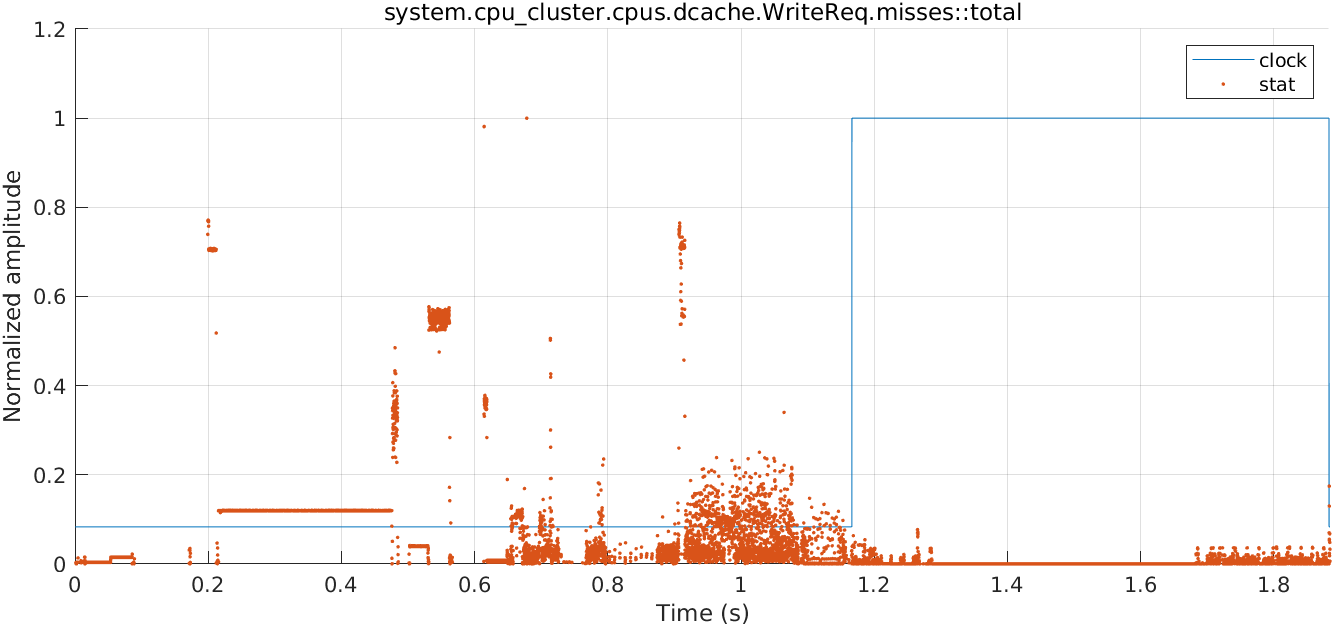 system.cpu_cluster.cpus.dcache.WriteReq.misses::total
1.2
1
0.8
0.6
0.4
0.2
0
Normalized amplitude
clock
stat
0 0.2 0.4 0.6 0.8 1 1.2 1.4 1.6 1.8
Time (s)